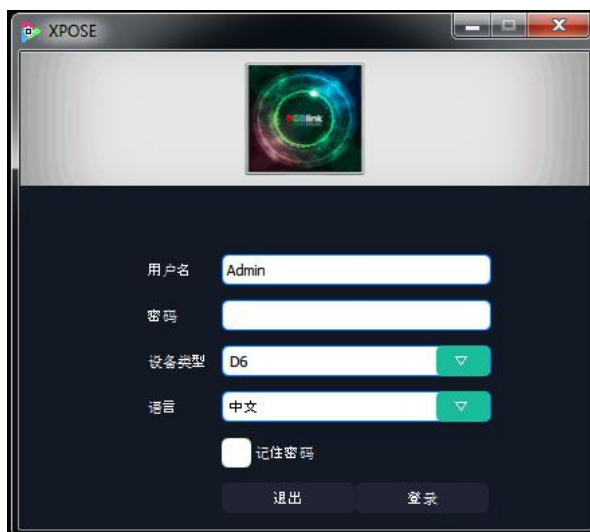 XPOSE
RGBlink
用户名 Admin
密码
设备类型 D6
语言 中文
记住密码
退出 登录